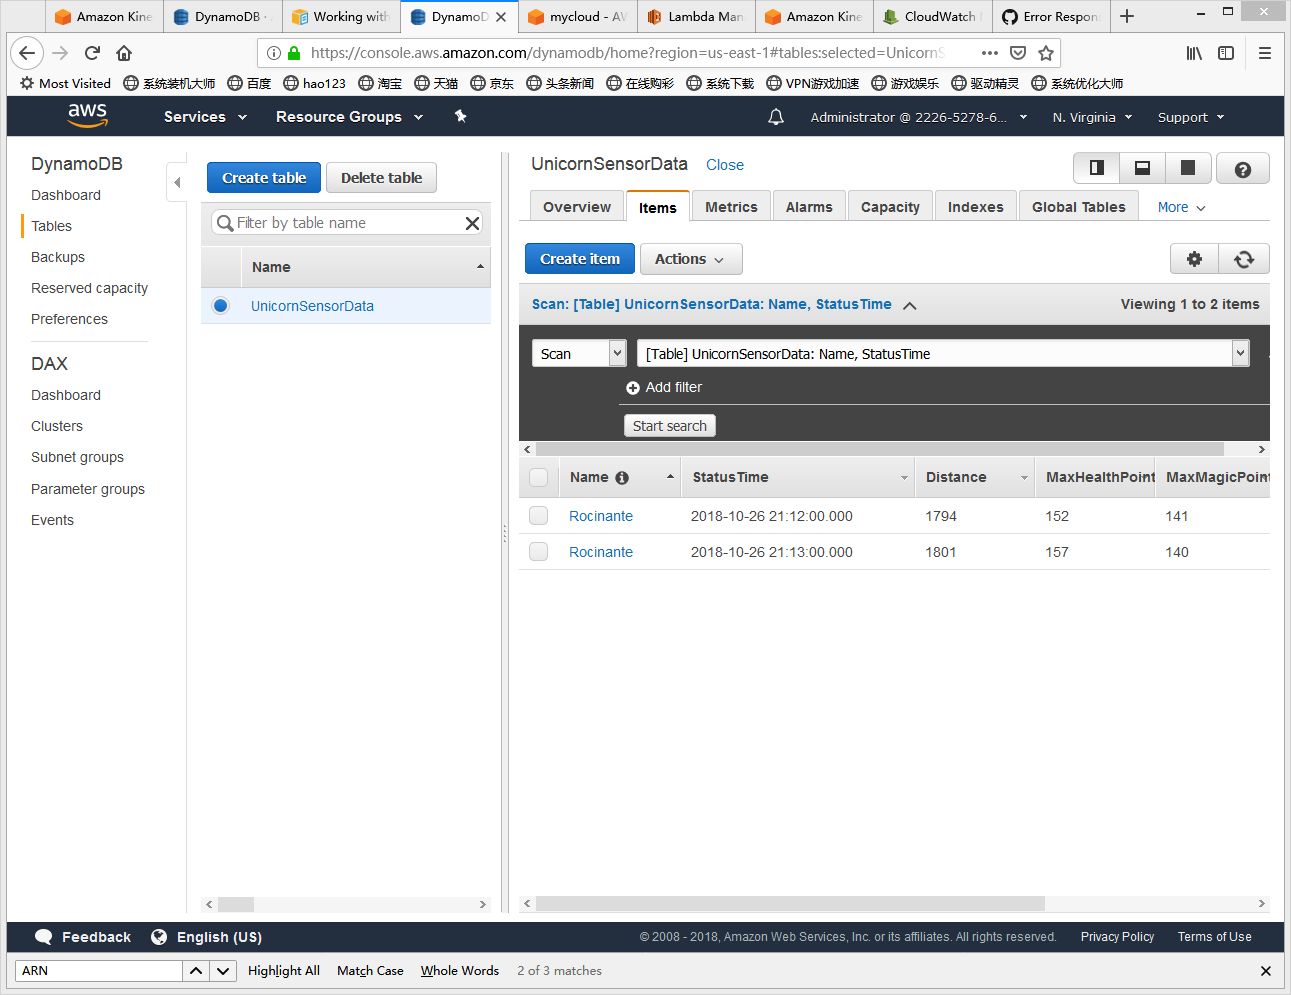 Amazon Kine
DynamoDB ·
Working with
DynamoD
mycloud - AV
Lambda Man
Amazon Kine
CloudWatch
Error Respon
https://console.aws.amazon.com/dynamodb/home?region=us-east-1#tables:selected=UnicornS
Most Visited
系统装机大师
百度
hao123
淘宝
天猫
京东
头条新闻
在线购彩
系统下载
VPN游戏加速
游戏娱乐
驱动精灵
系统优化大师
aws
Services
Resource Groups
Administrator @ 2226-5278-6...
N. Virginia
Support
DynamoDB
Dashboard
Tables
Backups
Reserved capacity
Preferences
DAX
Dashboard
Clusters
Subnet groups
Parameter groups
Events
Create table
Delete table
Filter by table name
Name
UnicornSensorData
UnicornSensorData
Close
Overview
Items
Metrics
Alarms
Capacity
Indexes
Global Tables
More
Create item
Actions
Scan: [Table] UnicornSensorData: Name, StatusTime
Viewing 1 to 2 items
Scan
[Table] UnicornSensorData: Name, StatusTime
Add filter
Start search
Name StatusTime Distance MaxHealthPoint MaxMagicPoint
Rocinante 2018-10-26 21:12:00.000 1794 152 141
Rocinante 2018-10-26 21:13:00.000 1801 157 140
Feedback
English (US)
© 2008 - 2018, Amazon Web Services, Inc. or its affiliates. All rights reserved.
Privacy Policy
Terms of Use
ARN
Highlight All
Match Case
Whole Words
2 of 3 matches